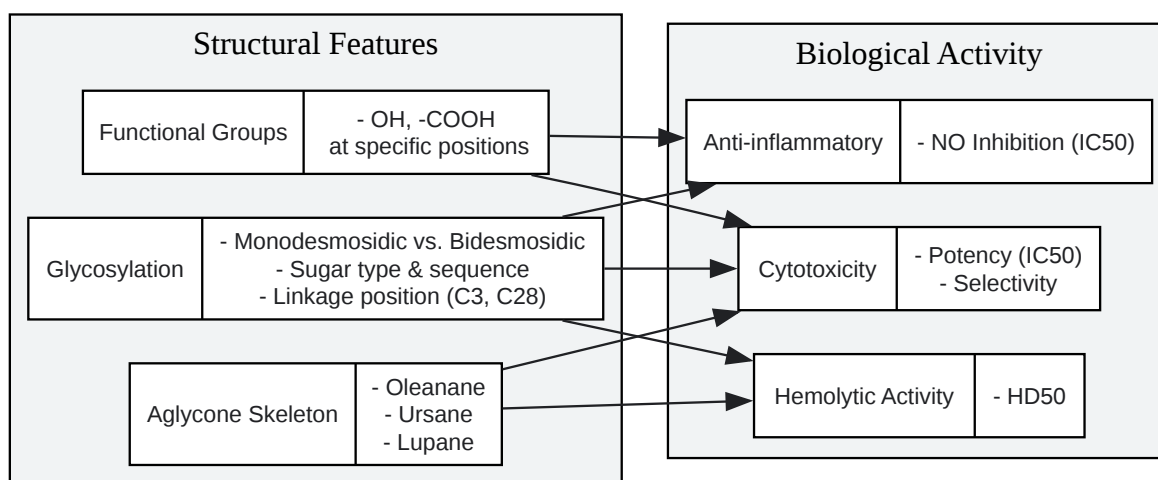 Structural Features
Functional Groups
- OH, -COOH
at specific positions
Glycosylation
- Monodesmosidic vs. Bidesmosidic
- Sugar type & sequence
- Linkage position (C3, C28)
Aglycone Skeleton
- Oleanane
- Ursane
- Lupane
Biological Activity
Anti-inflammatory
- NO Inhibition (IC50)
Cytotoxicity
- Potency (IC50)
- Selectivity
Hemolytic Activity
- HD50